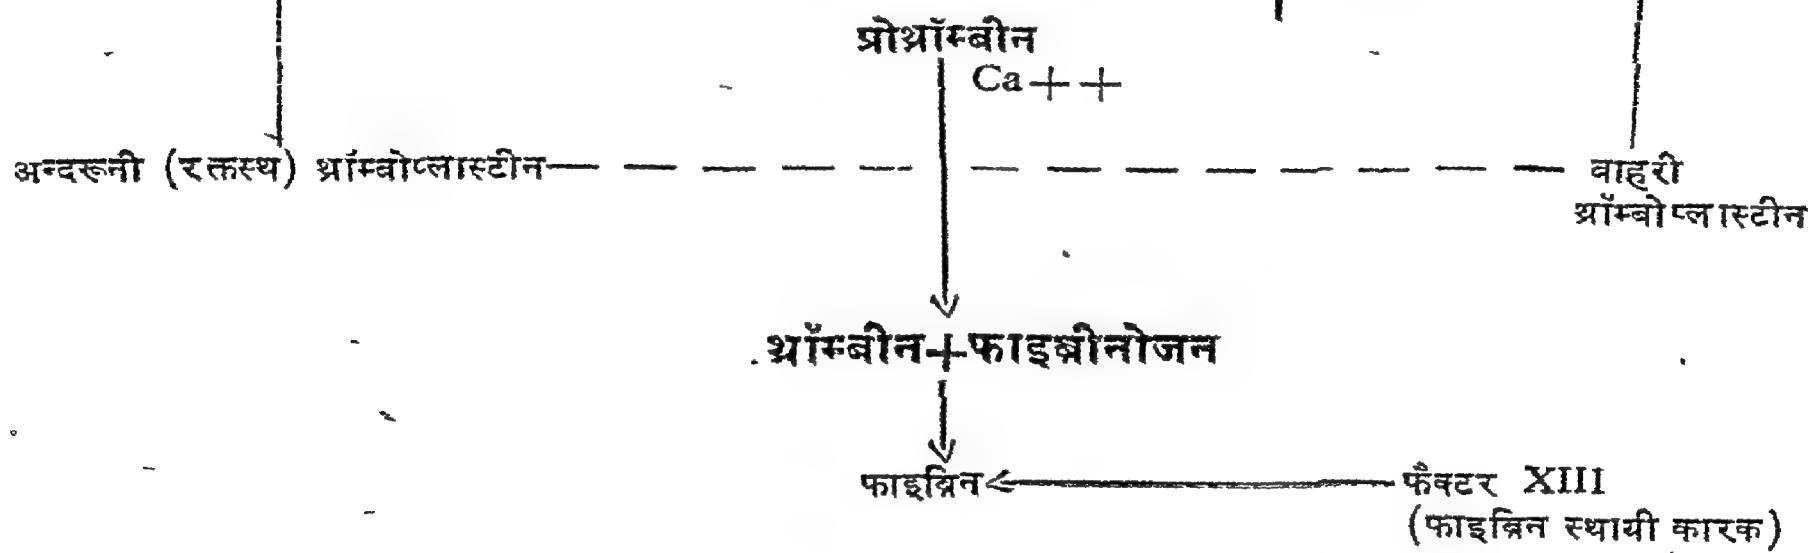 प्रोथ्रॉम्बीन
Ca++
अन्दरूनी (रक्तस्थ) थ्रॉम्बोप्लास्टीन
बाहरी
थ्रॉम्बोप्लास्टीन
थ्रॉम्बीन+फाइब्रीनोजन
फाइब्रिन
फैक्टर XIII
(फाइब्रिन स्थायी कारक)